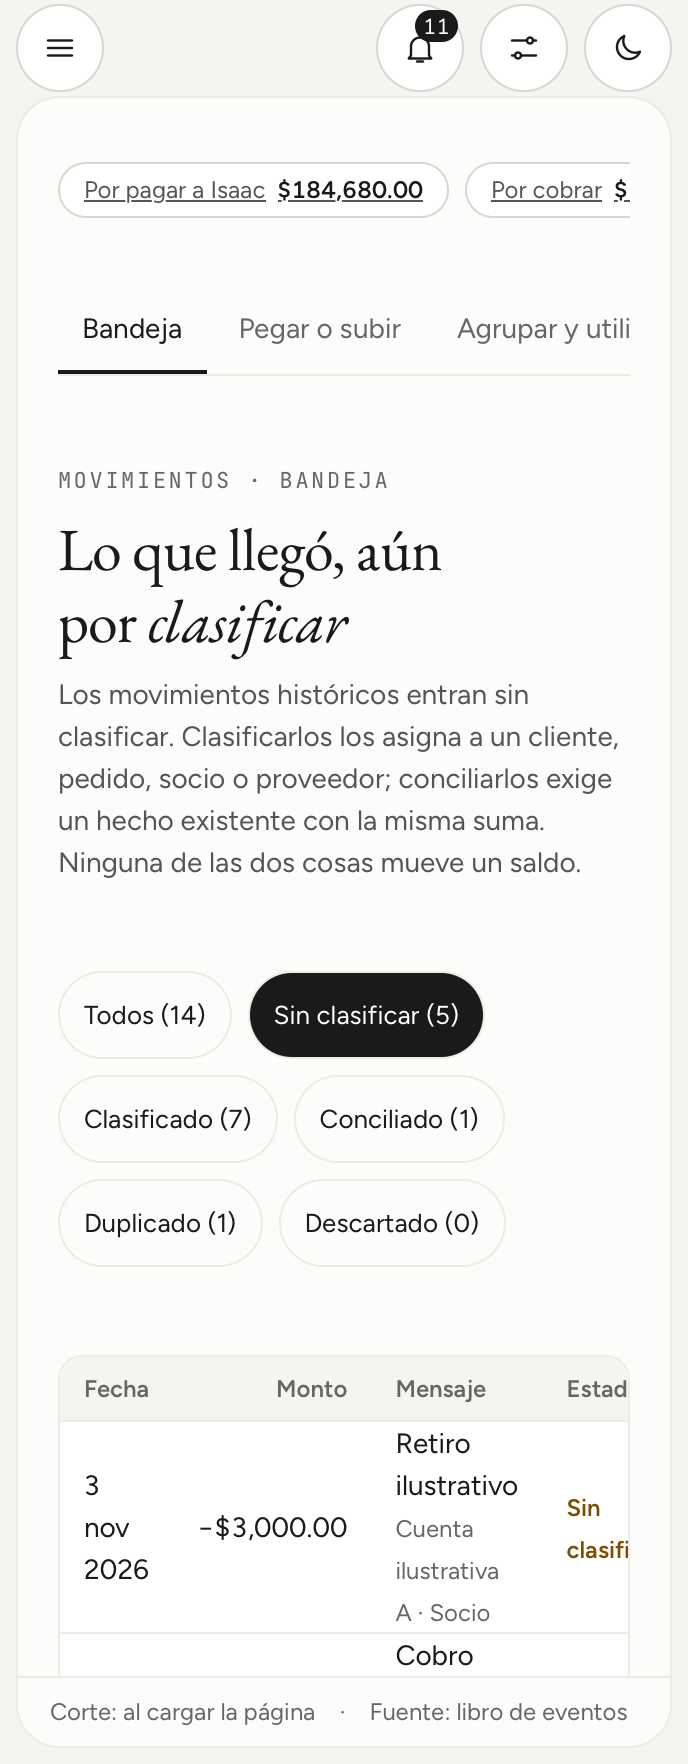 11
Por pagar a Isaac $184,680.00 Por cobrar $
Bandeja Pegar o subir Agrupar y utili
MOVIMIENTOS · BANDEJA
Lo que llegó, aún
por clasificar
Los movimientos históricos entran sin
clasificar. Clasificarlos los asigna a un cliente,
pedido, socio o proveedor; conciliarlos exige
un hecho existente con la misma suma.
Ninguna de las dos cosas mueve un saldo.
Todos (14) Sin clasificar (5)
Clasificado (7) Conciliado (1)
Duplicado (1) Descartado (0)
Fecha Monto Mensaje Estad
3
nov
2026
−$3,000.00
Retiro
ilustrativo
Cuenta
ilustrativa
A · Socio
Sin
clasifi
Cobro
Corte: al cargar la página · Fuente: libro de eventos